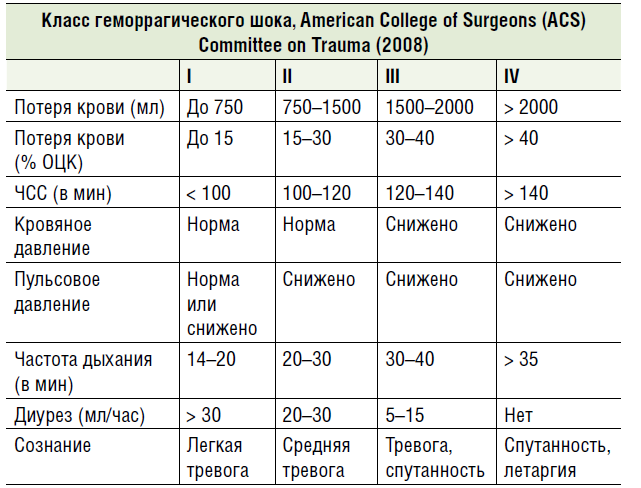 Класс геморрагического шока, American College of Surgeons (ACS)
Committee on Trauma (2008)
I II III IV
Потеря крови (мл) До 750 750–1500 1500–2000 > 2000
Потеря крови До 15 15–30 30–40 > 40
(% ОЦК)
ЧСС (в мин) < 100 100–120 120–140 > 140
Кровяное Норма Норма Снижено Снижено
давление
Пульсовое Норма Снижено Снижено Снижено
давление или
снижено
Частота дыхания 14–20 20–30 30–40 > 35
(в мин)
Диурез (мл/час) > 30 20–30 5–15 Нет
Сознание Легкая Средняя Тревога, Спутанность,
тревога тревога спутанность летаргия